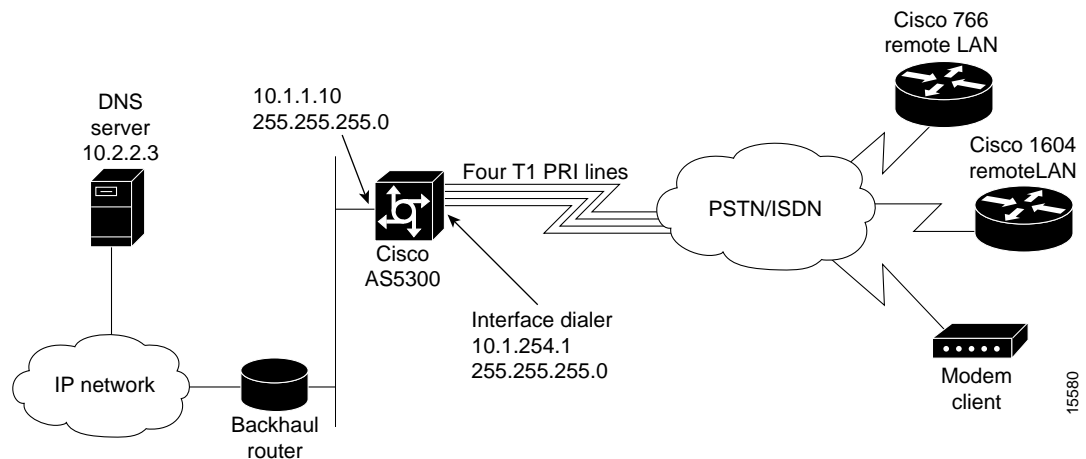 Cisco 766
remote LAN
DNS
server
10.2.2.3
10.1.1.10
255.255.255.0
Cisco 1604
remoteLAN
Four T1 PRI lines
PSTN/ISDN
Cisco
AS5300
Interface dialer
10.1.254.1
255.255.255.0
IP network
Backhaul
router
Modem
client
15580